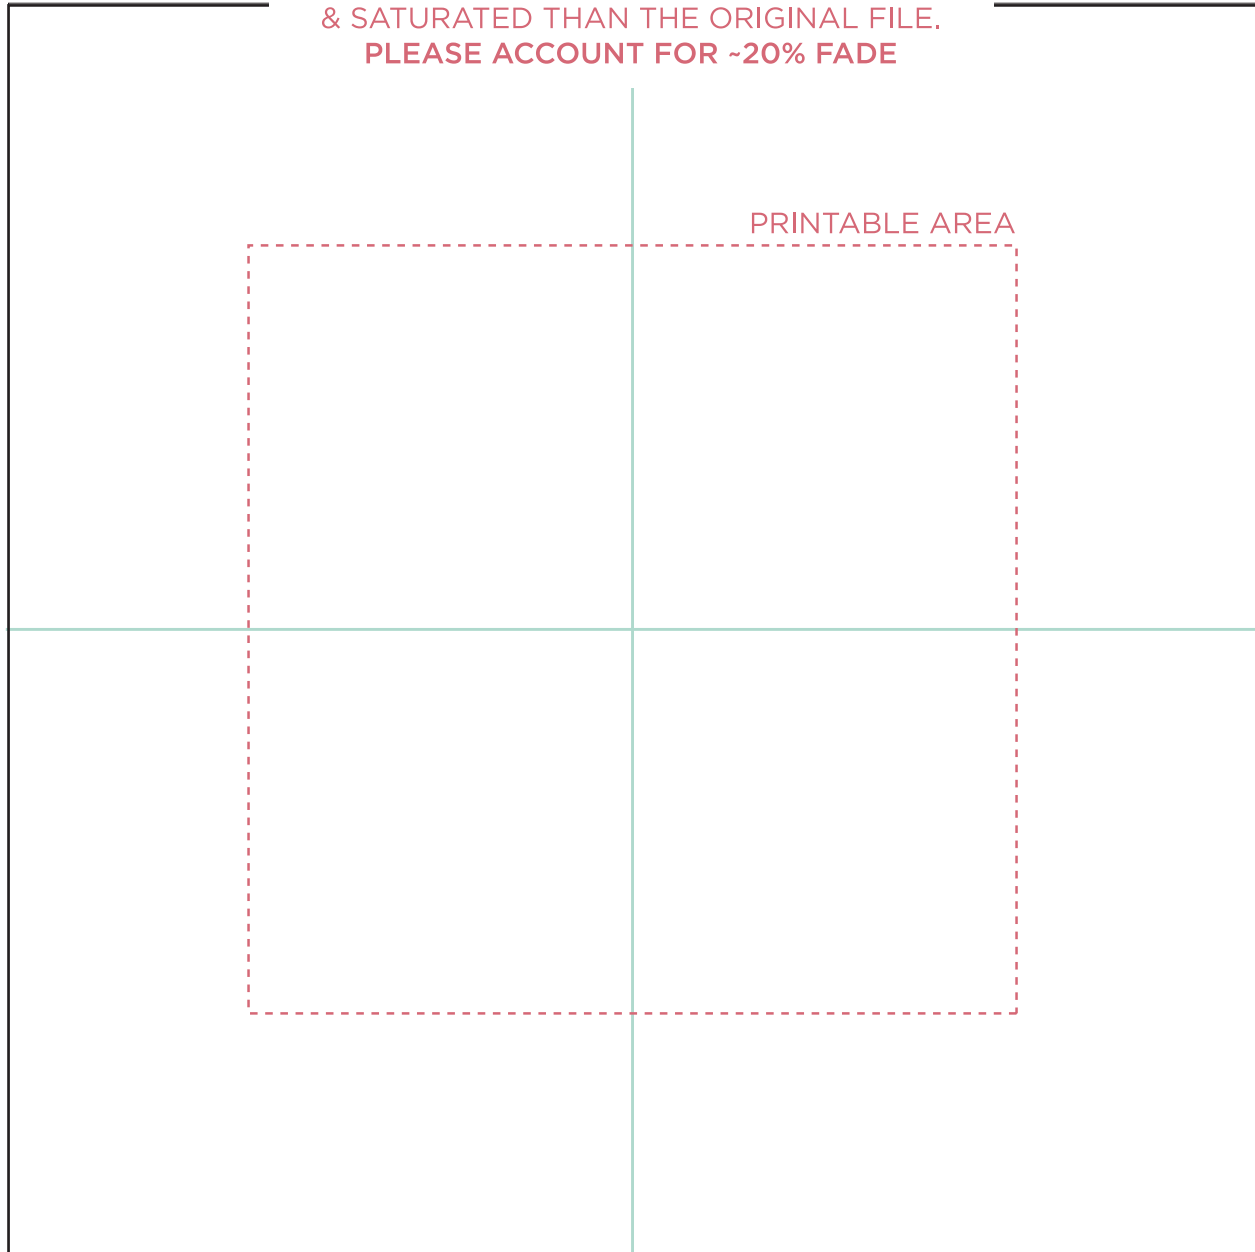 & SATURATED THAN THE ORIGINAL FILE.
PLEASE ACCOUNT FOR ~20% FADE
PRINTABLE AREA